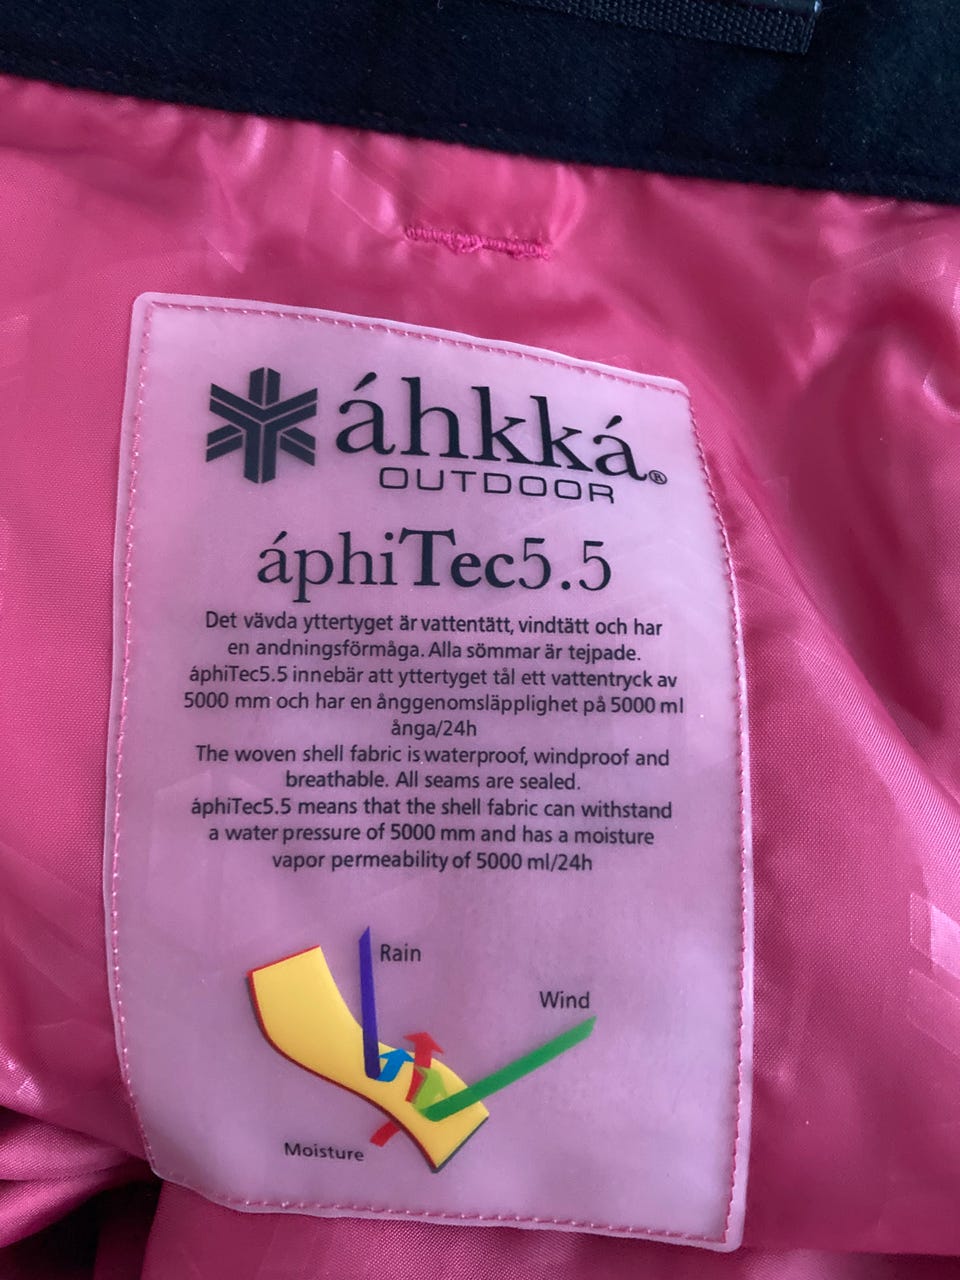 áhkká®
OUTDOOR
áphiTec5.5
Det vävda yttertyget är vattentätt, vindtätt och har
en andningsförmåga. Alla sömmar är tejpade.
áphiTec5.5 innebär att yttertyget tål ett vattentryck av
5000 mm och har en ånggenomsläpplighet på 5000 ml
ånga/24h
The woven shell fabric is waterproof, windproof and
breathable. All seams are sealed.
áphiTec5.5 means that the shell fabric can withstand
a water pressure of 5000 mm and has a moisture
vapor permeability of 5000 ml/24h
Rain
Wind
Moisture